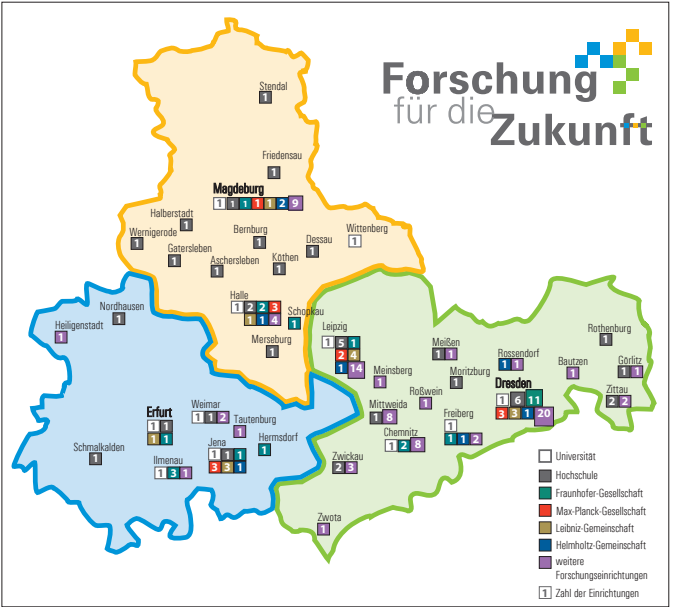 Forschung
für die
Zukunft
Stendal
1
Friedensau
1
Magdeburg
1 1 1 1 1 2 9
Halberstadt
1
Wernigerode
1
Gatersleben
1
Aschersleben
1
Bernburg
1
Köthen
1
Dessau
1
Wittenberg
1
Halle
1 2 2 3
1 1 4
Schopkau
1
Merseburg
1
Nordhausen
1
Heiligenstadt
1
Erfurt
1 1
1 1
Weimar
1 1 2
Tautenburg
1
Jena
1 1 1
3 3 1
Hermsdorf
1
Schmalkalden
1
Ilmenau
1 3 1
Leipzig
1 5 1
2 4
1 14
Meinsberg
1
Meißen
1 1
Moritzburg
1
Rossendorf
1 1
Rothenburg
1
Bautzen
1
Görlitz
1 1
Zittau
2 2
Dresden
1 6 11
3 3 1 20
Roßwein
1
Mittweida
1 8
Freiberg
1
1 1 2
Chemnitz
1 2 8
Zwickau
2 3
Zwota
1
Universität
Hochschule
Fraunhofer-Gesellschaft
Max-Planck-Gesellschaft
Leibniz-Gemeinschaft
Helmholtz-Gemeinschaft
weitere
Forschungseinrichtungen
1 Zahl der Einrichtungen